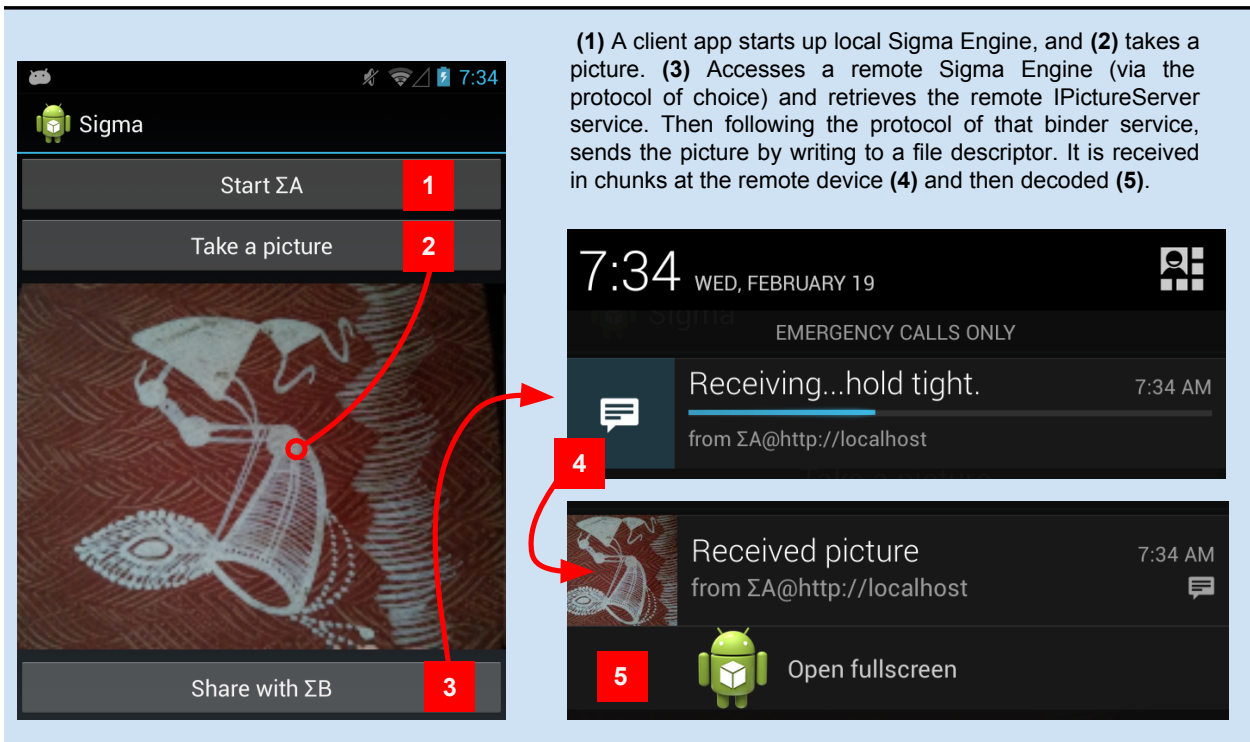 (1) A client app starts up local Sigma Engine, and (2) takes a
picture. (3) Accesses a remote Sigma Engine (via the
protocol of choice) and retrieves the remote IPictureServer
service. Then following the protocol of that binder service,
sends the picture by writing to a file descriptor. It is received
in chunks at the remote device (4) and then decoded (5).
7:34
Sigma
Start ΣA 1
Take a picture 2
Share with ΣB 3
7:34 WED, FEBRUARY 19
Sigma
EMERGENCY CALLS ONLY
Receiving...hold tight. 7:34 AM
from ΣA@http://localhost
4
Take a picture
Received picture 7:34 AM
from ΣA@http://localhost
5 Open fullscreen